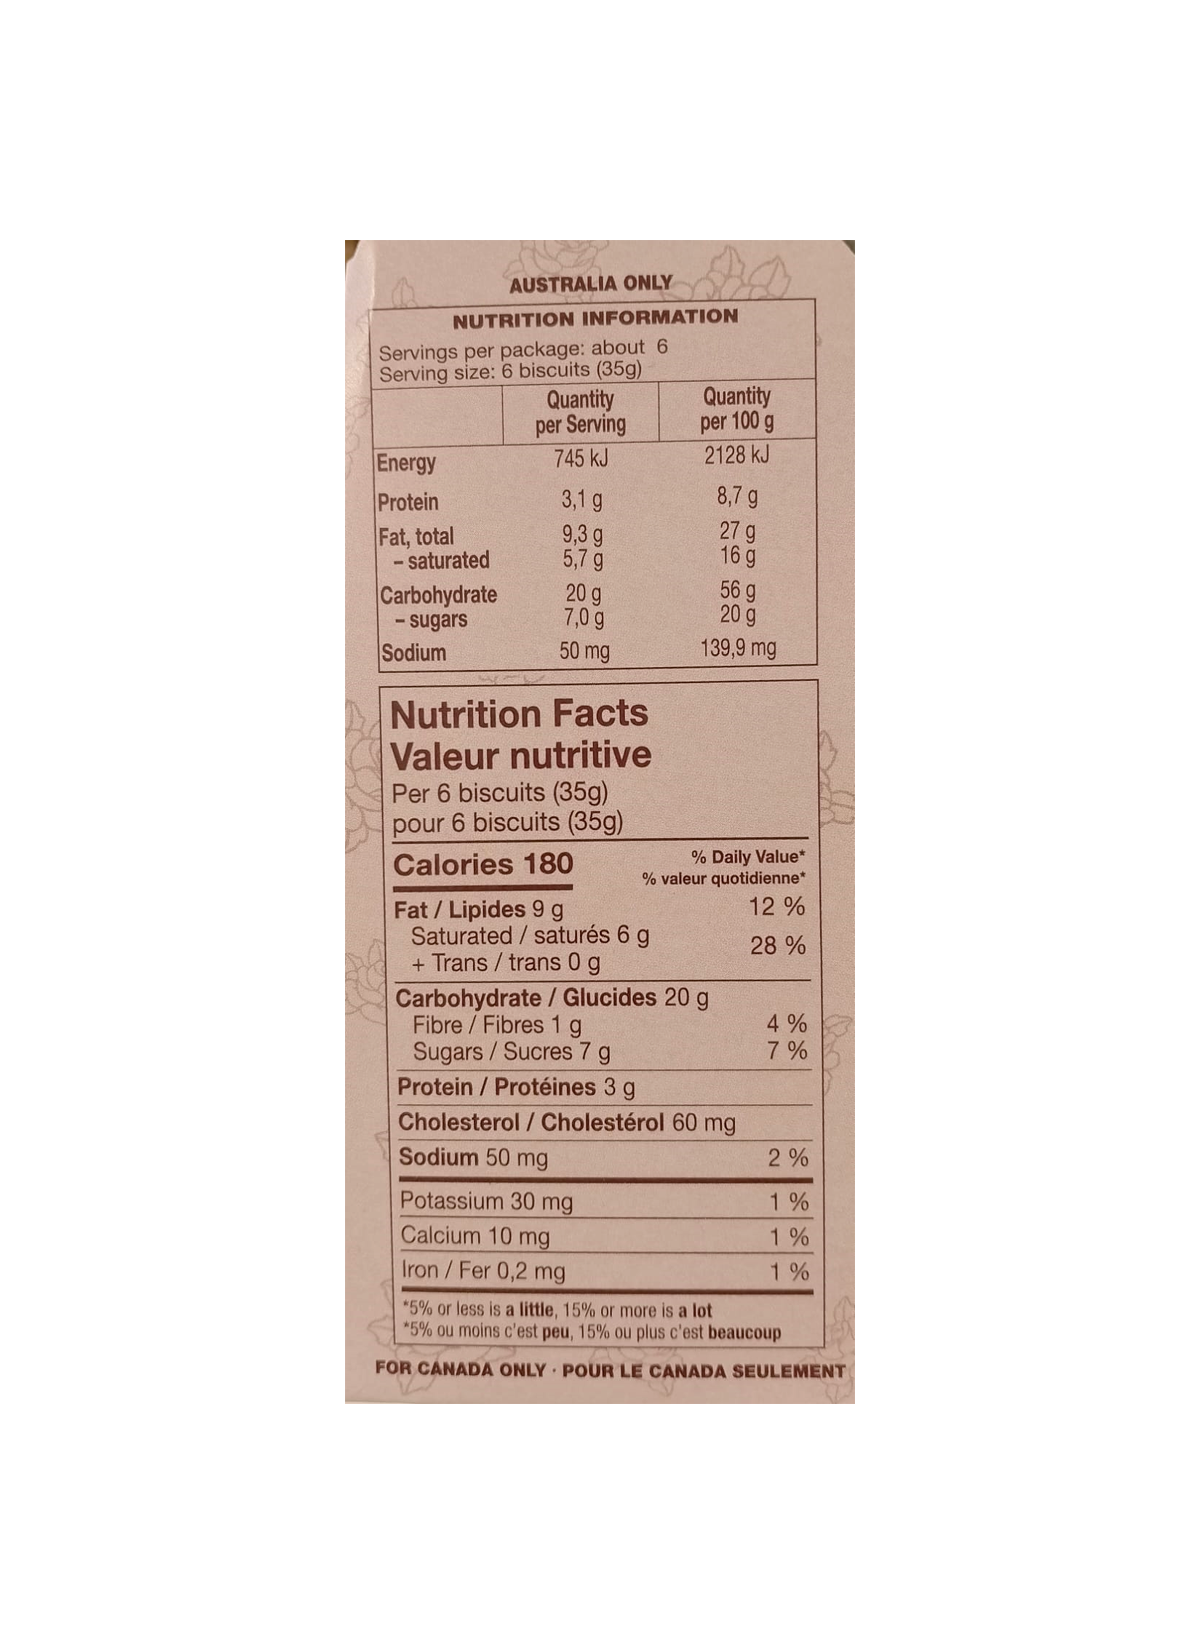 AUSTRALIA ONLY
NUTRITION INFORMATION
Servings per package: about 6
Serving size: 6 biscuits (35g)
Quantity per Serving Quantity per 100 g
Energy 745 kJ 2128 kJ
Protein 3,1 g 8,7 g
Fat, total 9,3 g 27 g
– saturated 5,7 g 16 g
Carbohydrate 20 g 56 g
– sugars 7,0 g 20 g
Sodium 50 mg 139,9 mg
Nutrition Facts
Valeur nutritive
Per 6 biscuits (35g)
pour 6 biscuits (35g)
Calories 180 % Daily Value*
% valeur quotidienne*
Fat / Lipides 9 g 12 %
Saturated / saturés 6 g
+ Trans / trans 0 g 28 %
Carbohydrate / Glucides 20 g
Fibre / Fibres 1 g 4 %
Sugars / Sucres 7 g 7 %
Protein / Protéines 3 g
Cholesterol / Cholestérol 60 mg
Sodium 50 mg 2 %
Potassium 30 mg 1 %
Calcium 10 mg 1 %
Iron / Fer 0,2 mg 1 %
*5% or less is a little, 15% or more is a lot
*5% ou moins c'est peu, 15% ou plus c'est beaucoup
FOR CANADA ONLY · POUR LE CANADA SEULEMENT